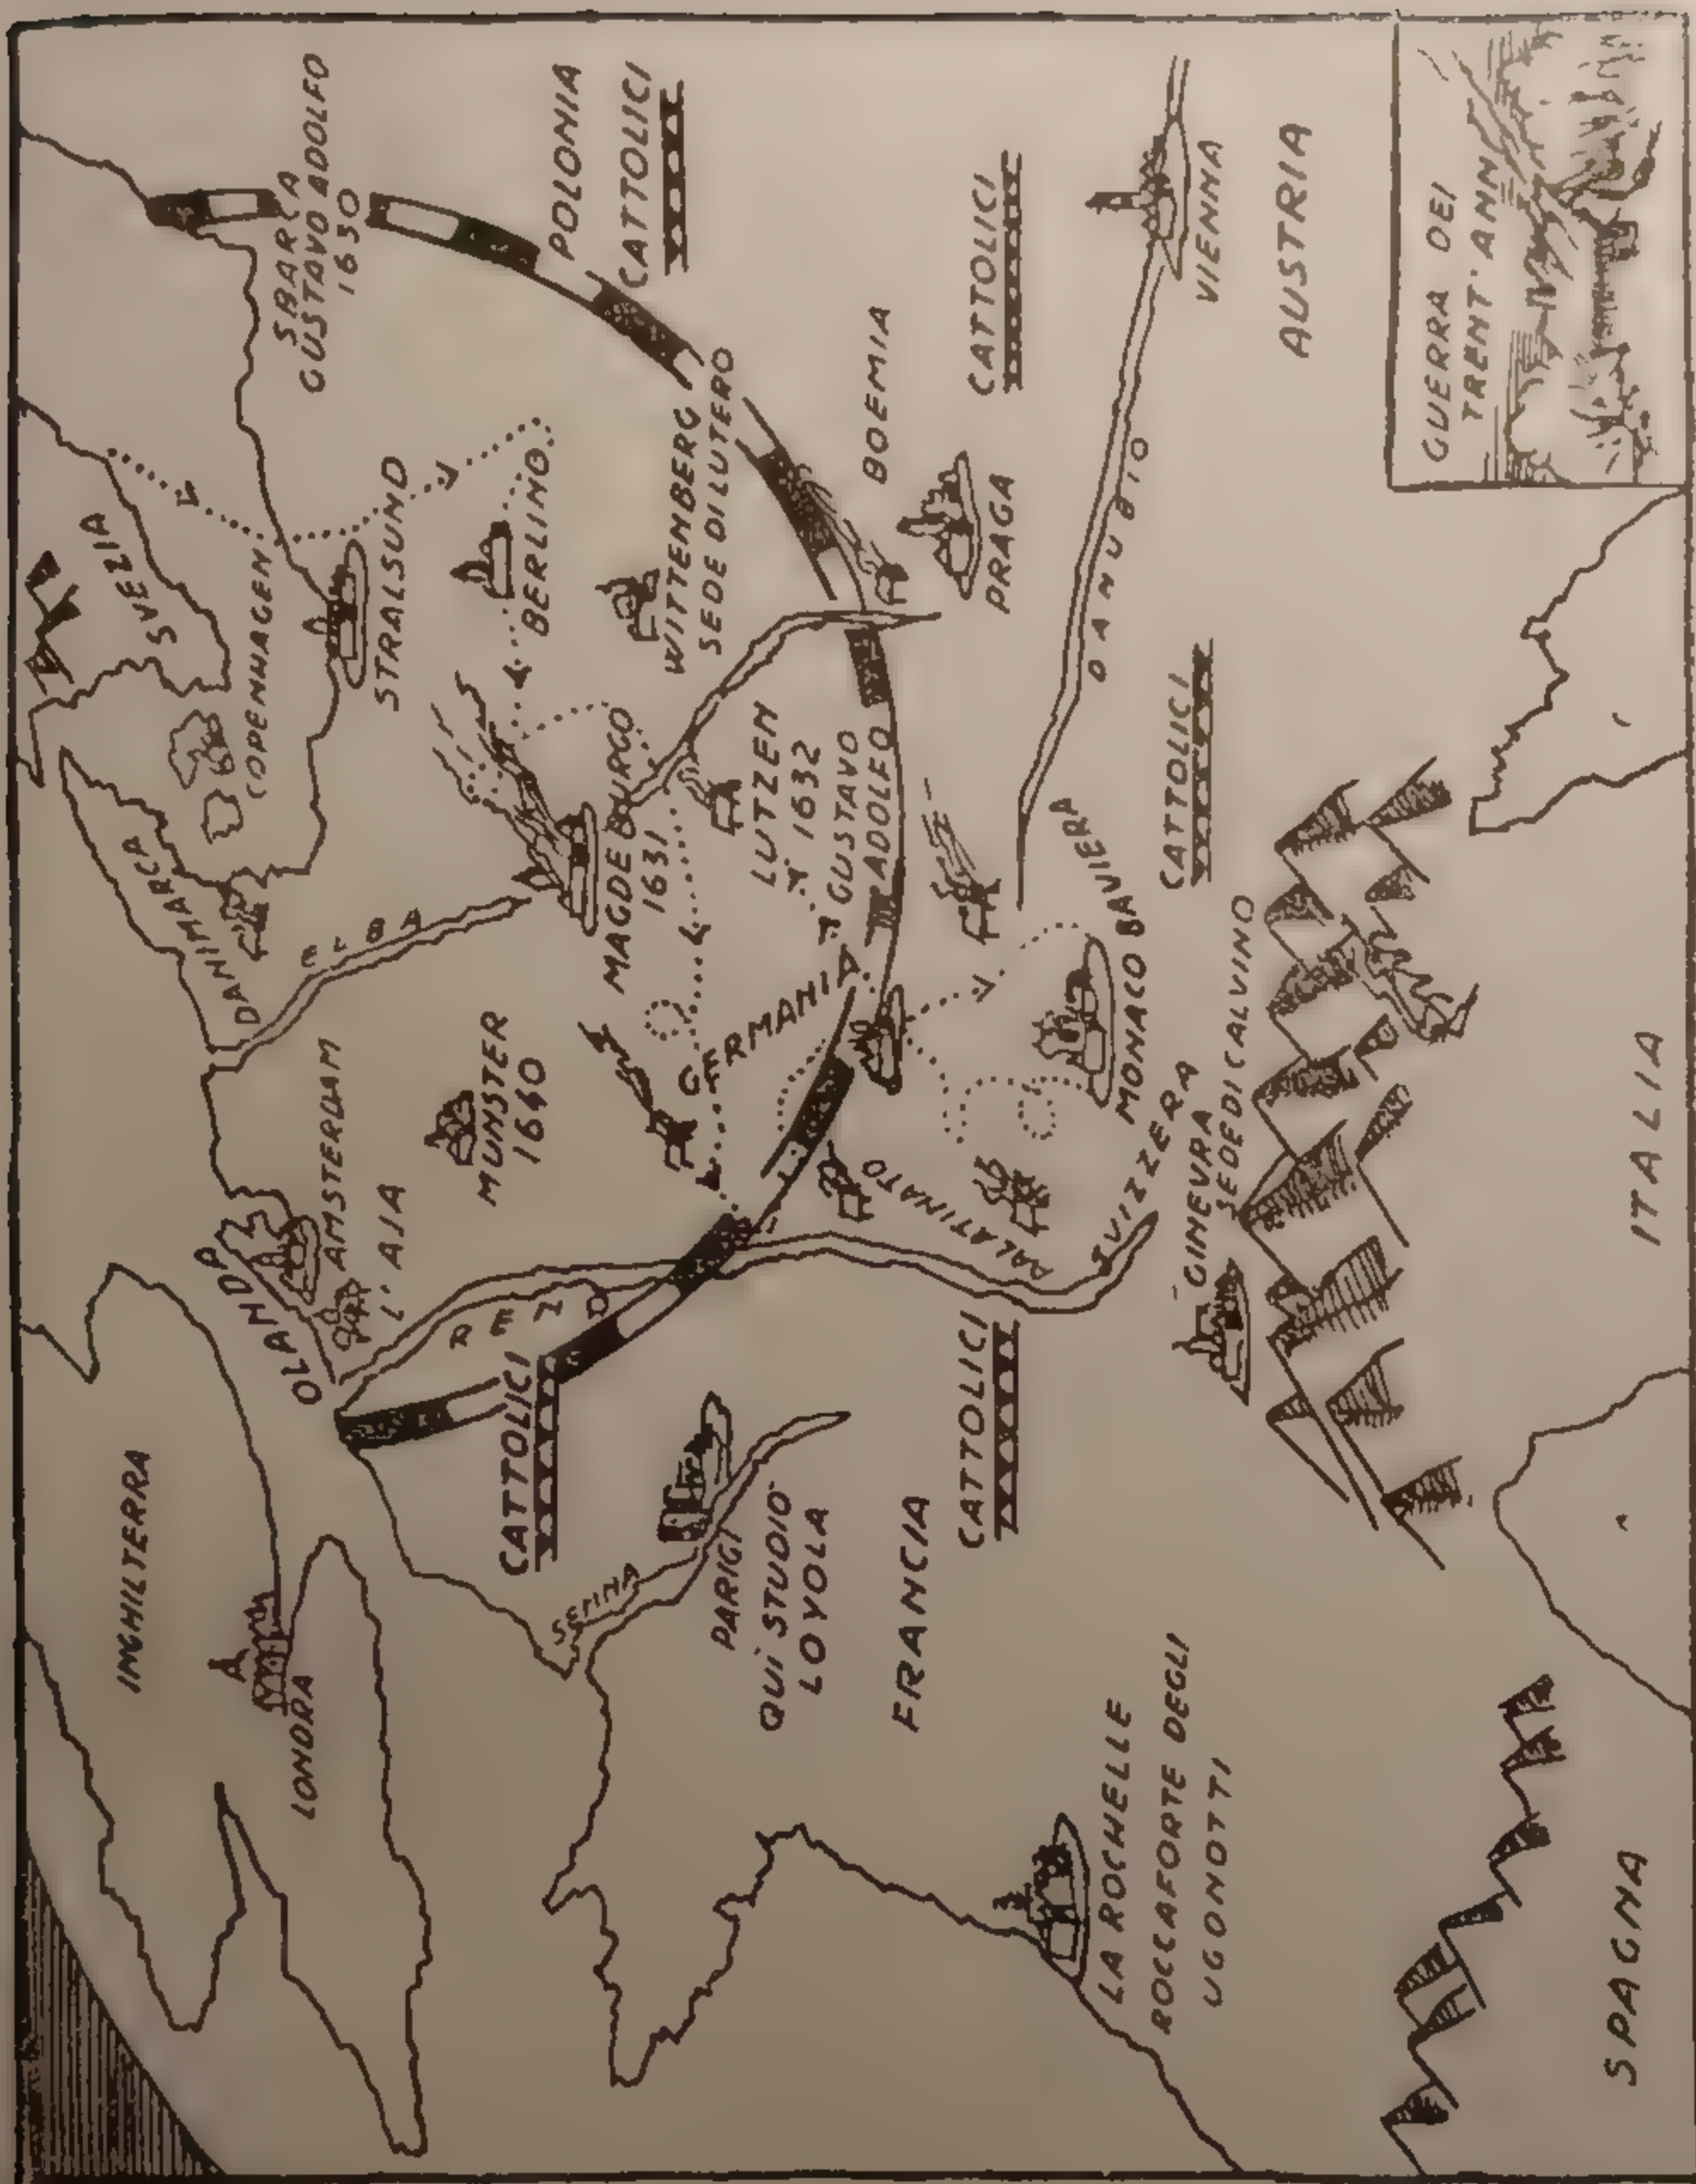 INGHILTERRA
LONDRA
OLANDA
AMSTERDAM
L'AJA
DANIMARCA
SVEZIA
COPENHAGEN
SBARCA
GUSTAVO ADOLFO
1630
STRALSUND
ELBA
MUNSTER
1640
BERLINO
POLONIA
CATTOLICI
MAGDEBURGO
1631
WITTENBERG
SEDE DI LUTERO
RENO
CATTOLICI
SEINA
PARIGI
QUÌ STUDIO
LOYOLA
GERMANIA
LUTZEN
1632
GUSTAVO
ADOLFO
BOEMIA
PRAGA
CATTOLICI
PALATINATO
FRANCIA
CATTOLICI
SVIZZERA
MONACO BAVIERA
DANUBIO
VIENNA
CATTOLICI
GINEVRA
SEDE DI CALVINO
LA ROCHELLE
ROCCAFORTE DEGLI
UGONOTTI
AUSTRIA
ITALIA
SPAGNA
GUERRA DEI
TRENT'ANNI